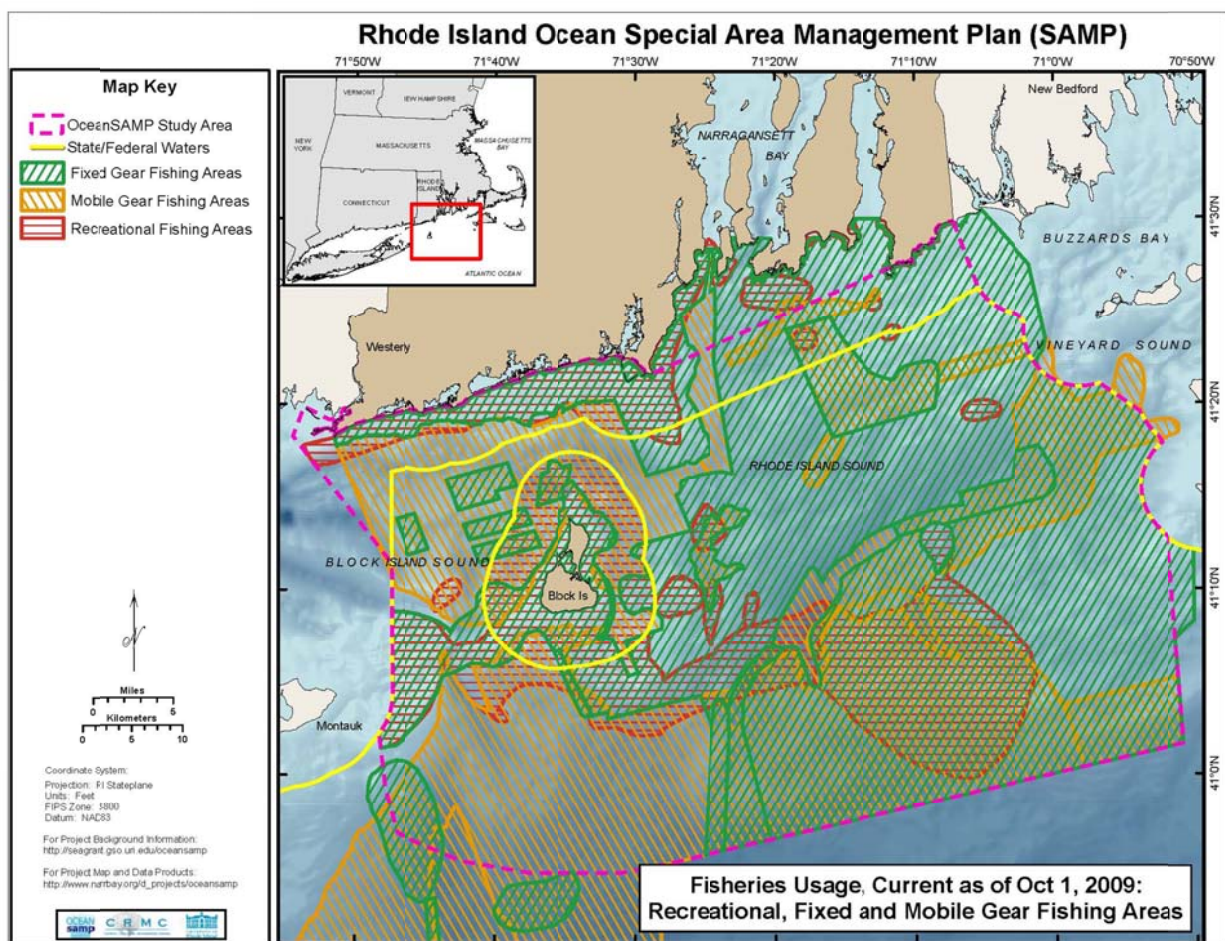 Rhode Island Ocean Special Area Management Plan (SAMP)
71°50'W 71°40'W 71°30'W 71°20'W 71°10'W 71°0'W 70°50'W
Map Key
OceanSAMP Study Area
State/Federal Waters
Fixed Gear Fishing Areas
Mobile Gear Fishing Areas
Recreational Fishing Areas
VERMONT
NEW HAMPSHIRE
NEW
YORK
MASSACHUSETTS
MASSACHUSETTS
BAY
CONNECTICUT
RHODE
ISLAND
ATLANTIC OCEAN
NARRAGANSETT
BAY
New Bedford
BUZZARDS BAY
VINEYARD SOUND
Westerly
RHODE ISLAND SOUND
BLOCK ISLAND SOUND
Block Is
Montauk
41°30'N
41°20'N
41°10'N
41°0'N
N
Miles
0 5
Kilometers
0 5 10
Coordinate System:
Projection: RI Stateplane
Units: Feet
FIPS Zone: 3800
Datum: NAD83
For Project Background Information:
http://seagrant.gso.uri.edu/oceansamp
For Project Map and Data Products:
http://www.narrbay.org/d_projects/oceansamp
OCEAN
samp
C R M C
Fisheries Usage, Current as of Oct 1, 2009:
Recreational, Fixed and Mobile Gear Fishing Areas